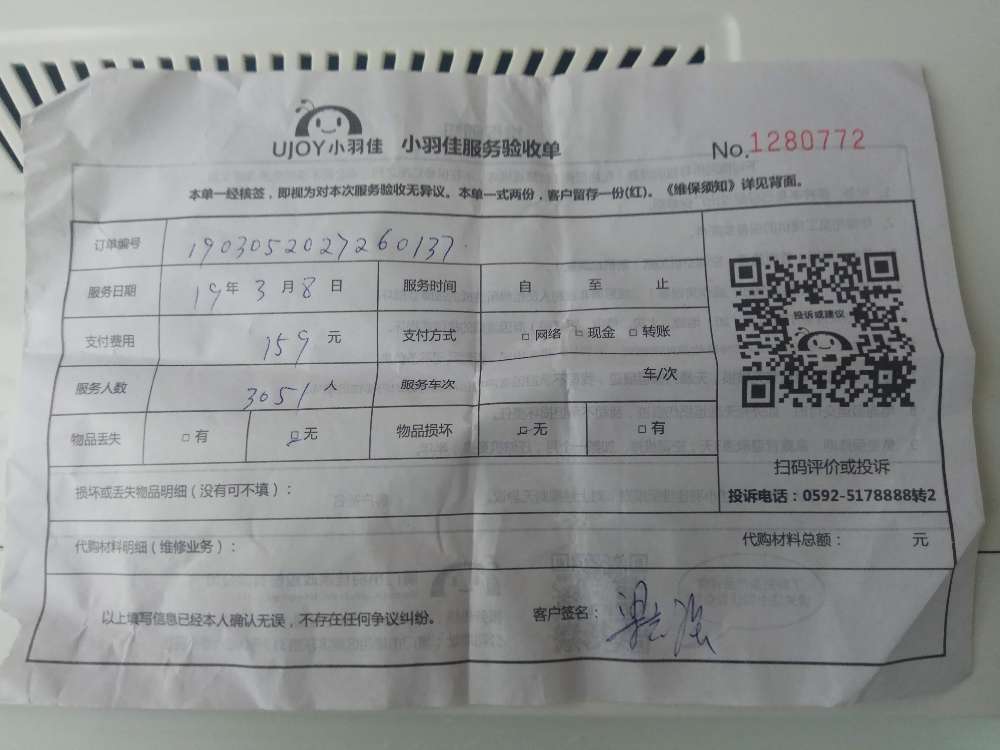 UJOY小羽佳 小羽佳服务验收单 No.1280772
本单一经核签，即视为对本次服务验收无异议。本单一式两份，客户留存一份(红)。《维保须知》详见背面。
订单编号 1903052027260137
服务日期 19年3月8日 服务时间 自 至 止
支付费用 159元 支付方式 □网络 □现金 □转账
服务人数 3051人 服务车次 车/次
物品丢失 □有 □无 物品损坏 □无 □有
投诉或建议
扫码评价或投诉
投诉电话：0592-5178888转2
损坏或丢失物品明细（没有可不填）：
代购材料明细（维修业务）： 代购材料总额： 元
以上填写信息已经本人确认无误，不存在任何争议纠纷。 客户签名：